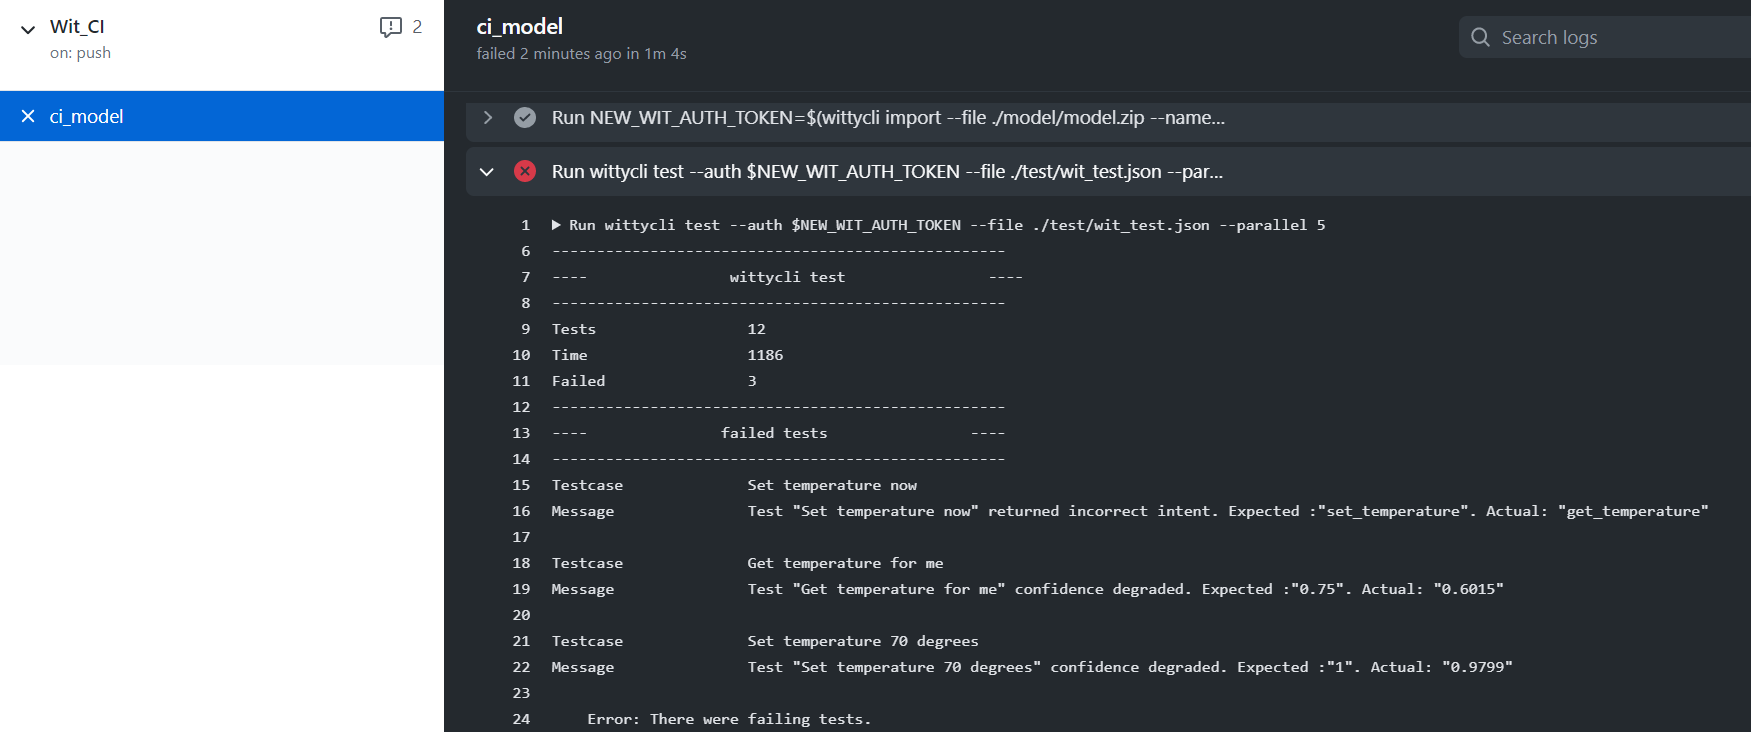 Wit_CI
2
on: push
ci_model
ci_model
failed 2 minutes ago in 1m 4s
Search logs
Run NEW_WIT_AUTH_TOKEN=$(wittycli import --file ./model/model.zip --name...
Run wittycli test --auth $NEW_WIT_AUTH_TOKEN --file ./test/wit_test.json --par...
1 ▶ Run wittycli test --auth $NEW_WIT_AUTH_TOKEN --file ./test/wit_test.json --parallel 5
6 ---------------------------------------------------
7 ---- wittycli test ----
8 ---------------------------------------------------
9 Tests 12
10 Time 1186
11 Failed 3
12 ---------------------------------------------------
13 ---- failed tests ----
14 ---------------------------------------------------
15 Testcase Set temperature now
16 Message Test "Set temperature now" returned incorrect intent. Expected :"set_temperature". Actual: "get_temperature"
17
18 Testcase Get temperature for me
19 Message Test "Get temperature for me" confidence degraded. Expected :"0.75". Actual: "0.6015"
20
21 Testcase Set temperature 70 degrees
22 Message Test "Set temperature 70 degrees" confidence degraded. Expected :"1". Actual: "0.9799"
23
24 Error: There were failing tests.